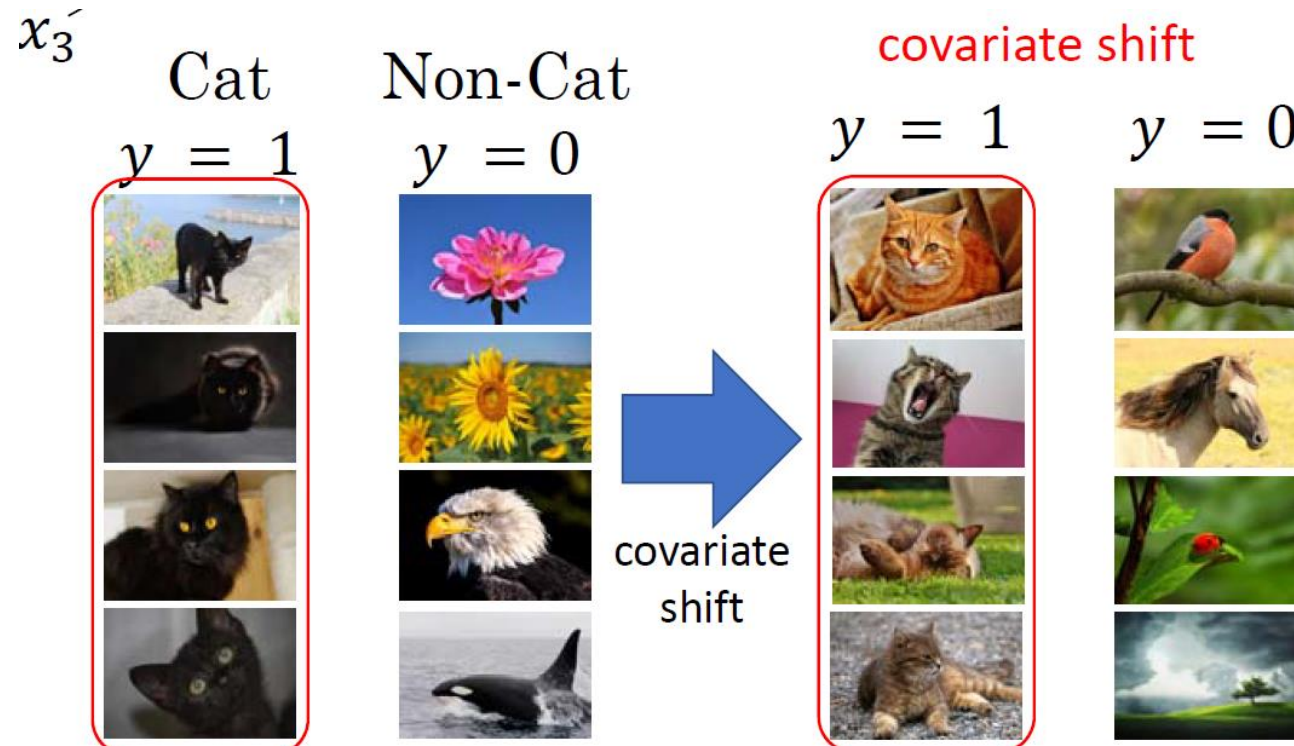 x₃
Cat
Non-Cat
y = 1
y = 0
covariate
shift
covariate shift
y = 1
y = 0